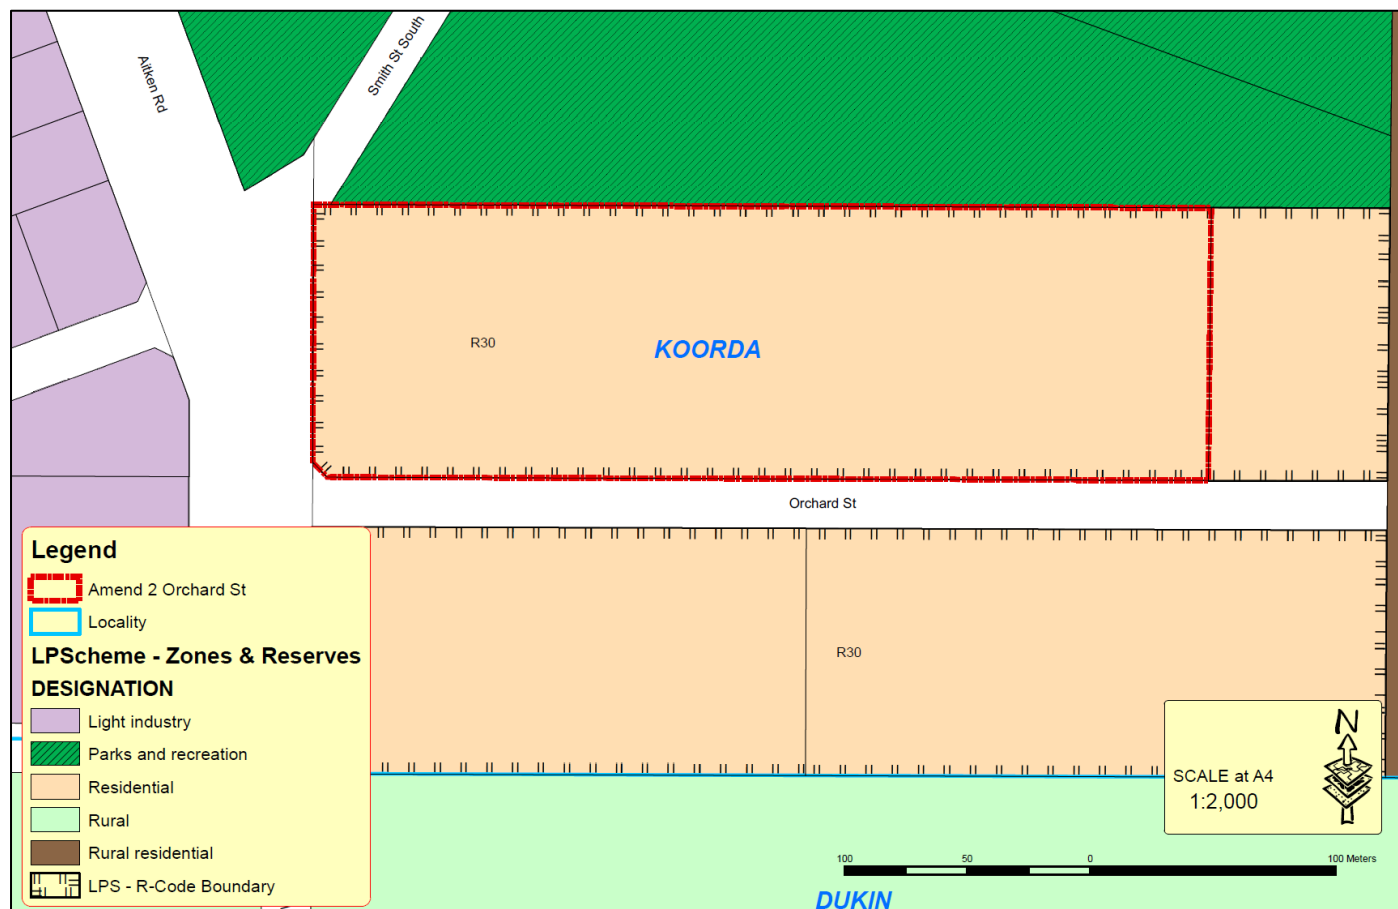 Aitken Rd
Smith St South
R30
KOORDA
Orchard St
R30
Legend
Amend 2 Orchard St
Locality
LPScheme - Zones & Reserves
DESIGNATION
Light industry
Parks and recreation
Residential
Rural
Rural residential
LPS - R-Code Boundary
N
SCALE at A4
1:2,000
100 50 0 100 Meters
DUKIN